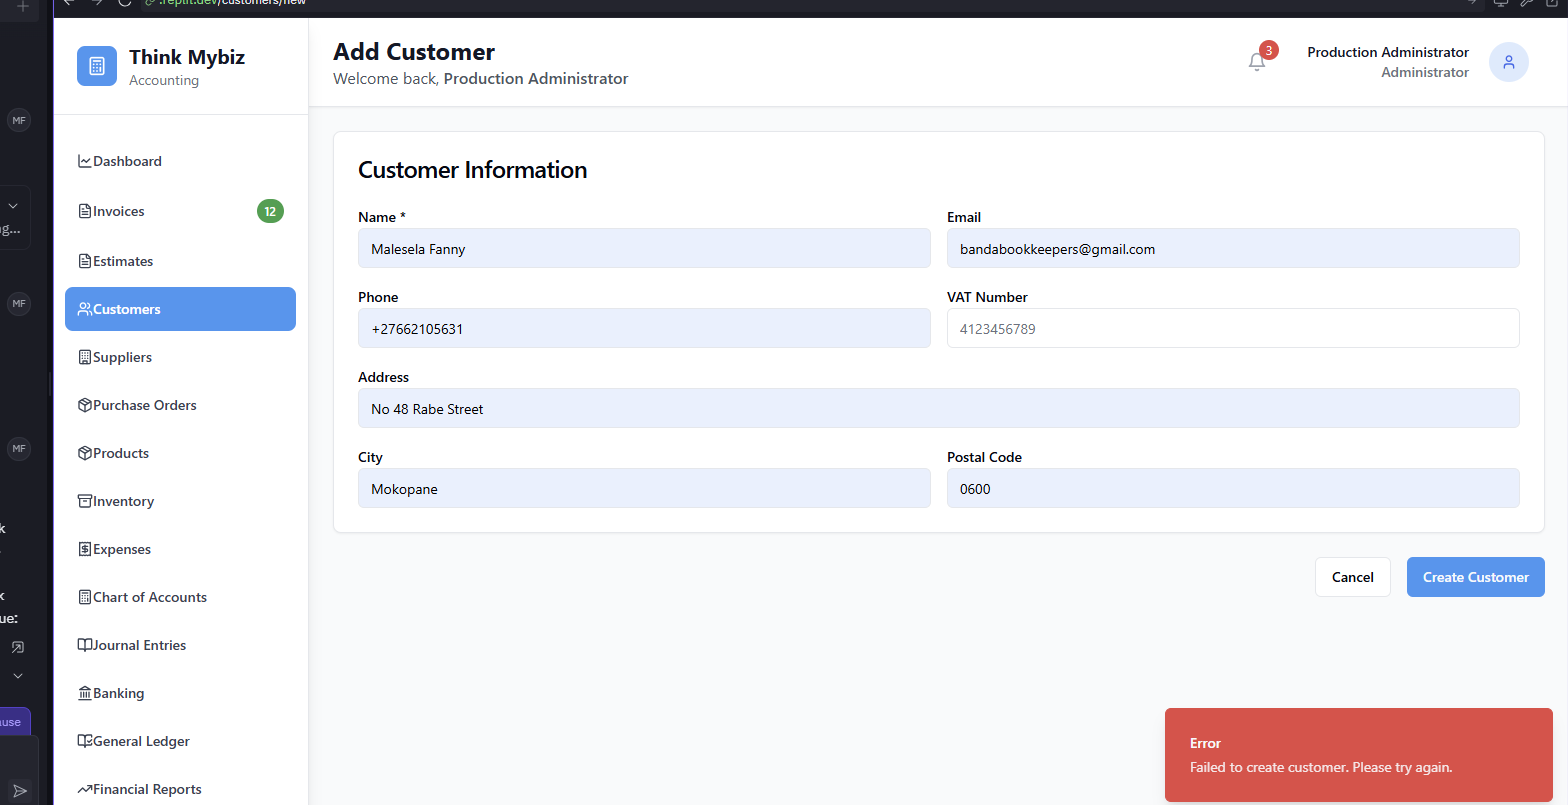 .replit.dev/customers/new
Think Mybiz
Accounting
Add Customer
Welcome back, Production Administrator
3
Production Administrator
Administrator
MF
MF
MF
g...
k
k
ue:
ause
Dashboard
Invoices
12
Estimates
Customers
Suppliers
Purchase Orders
Products
Inventory
Expenses
Chart of Accounts
Journal Entries
Banking
General Ledger
Financial Reports
Customer Information
Name *
Email
Malesela Fanny
bandabookkeepers@gmail.com
Phone
VAT Number
+27662105631
4123456789
Address
No 48 Rabe Street
City
Postal Code
Mokopane
0600
Cancel
Create Customer
Error
Failed to create customer. Please try again.